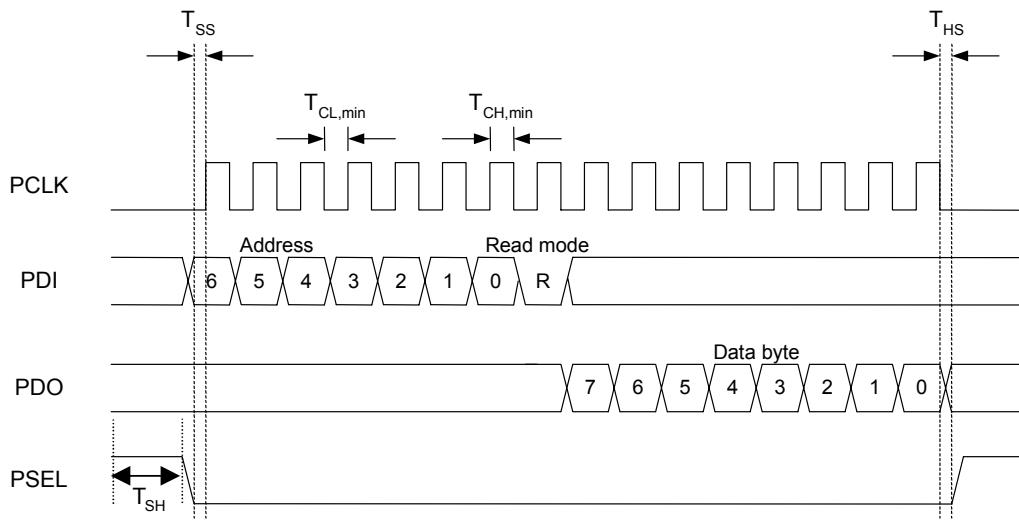 TSS
THS
TCL,min
TCH,min
PCLK
Address
Read mode
PDI
6 5 4 3 2 1 0 R
Data byte
PDO
7 6 5 4 3 2 1 0
PSEL
TSH